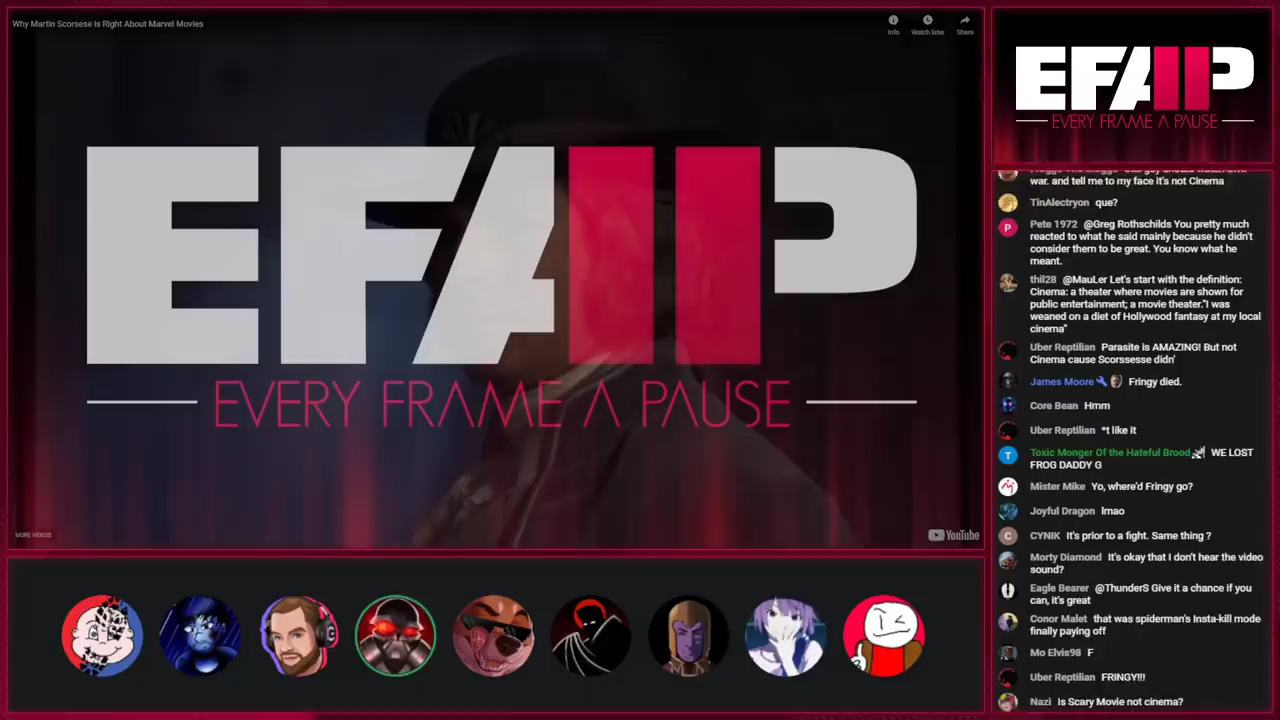 Why Martin Scorsese Is Right About Marvel Movies
Info
Watch later
Share
EFAP
EVERY FRAME A PAUSE
MORE VIDEOS
YouTube
EFAP
EVERY FRAME A PAUSE
war. and tell me to my face it's not Cinema
TinAlectryon que?
Pete 1972 @Greg Rothschilds You pretty much
reacted to what he said mainly because he didn't
consider them to be great. You know what he
meant.
thil28 @MauLer Let's start with the definition:
Cinema: a theater where movies are shown for
public entertainment; a movie theater."I was
weaned on a diet of Hollywood fantasy at my local
cinema"
Uber Reptilian Parasite is AMAZING! But not
Cinema cause Scorssesse didn'
James Moore Fringy died.
Core Bean Hmm
Uber Reptilian *t like it
Toxic Monger Of the Hateful Brood WE LOST
FROG DADDY G
Mister Mike Yo, where'd Fringy go?
Joyful Dragon lmao
CYNIK It's prior to a fight. Same thing ?
Morty Diamond It's okay that I don't hear the video
sound?
Eagle Bearer @ThunderS Give it a chance if you
can, it's great
Conor Malet that was spiderman's Insta-kill mode
finally paying off
Mo Elvis98 F
Uber Reptilian FRINGY!!!
Nazi Is Scary Movie not cinema?